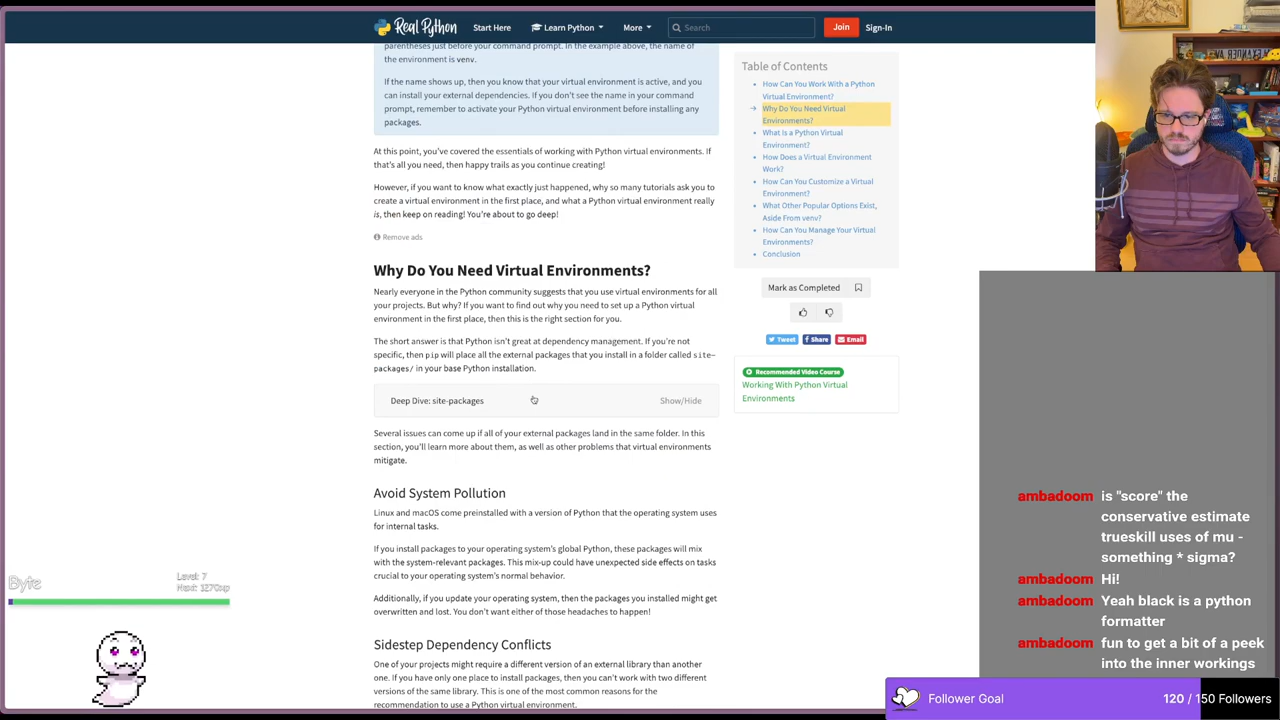 Real Python
Start Here
Learn Python
More
Search
Join
Sign-In
parentheses just before your command prompt. In the example above, the name of
the environment is venv.
If the name shows up, then you know that your virtual environment is active, and you
can install your external dependencies. If you don't see the name in your command
prompt, remember to activate your Python virtual environment before installing any
packages.
At this point, you've covered the essentials of working with Python virtual environments. If
that's all you need, then happy trails as you continue creating!
However, if you want to know what exactly just happened, why so many tutorials ask you to
create a virtual environment in the first place, and what a Python virtual environment really
is, then keep on reading! You're about to go deep!
Remove ads
Why Do You Need Virtual Environments?
Nearly everyone in the Python community suggests that you use virtual environments for all
your projects. But why? If you want to find out why you need to set up a Python virtual
environment in the first place, then this is the right section for you.
The short answer is that Python isn't great at dependency management. If you're not
specific, then pip will place all the external packages that you install in a folder called site-
packages/ in your base Python installation.
Deep Dive: site-packages
Show/Hide
Several issues can come up if all of your external packages land in the same folder. In this
section, you'll learn more about them, as well as other problems that virtual environments
mitigate.
Avoid System Pollution
Linux and macOS come preinstalled with a version of Python that the operating system uses
for internal tasks.
If you install packages to your operating system's global Python, these packages will mix
with the system-relevant packages. This mix-up could have unexpected side effects on tasks
crucial to your operating system's normal behavior.
Additionally, if you update your operating system, then the packages you installed might get
overwritten and lost. You don't want either of those headaches to happen!
Sidestep Dependency Conflicts
One of your projects might require a different version of an external library than another
one. If you have only one place to install packages, then you can't work with two different
versions of the same library. This is one of the most common reasons for the
recommendation to use a Python virtual environment.
Table of Contents
How Can You Work With a Python
Virtual Environment?
Why Do You Need Virtual
Environments?
What Is a Python Virtual
Environment?
How Does a Virtual Environment
Work?
How Can You Customize a Virtual
Environment?
What Other Popular Options Exist,
Aside From venv?
How Can You Manage Your Virtual
Environments?
Conclusion
Mark as Completed
Tweet
Share
Email
Recommended Video Course
Working With Python Virtual
Environments
Byte
Level: 7
Next: 1270xp
ambadoom is "score" the
conservative estimate
trueskill uses of mu -
something * sigma?
ambadoom Hi!
ambadoom Yeah black is a python
formatter
ambadoom fun to get a bit of a peek
into the inner workings
Follower Goal
120 / 150 Followers